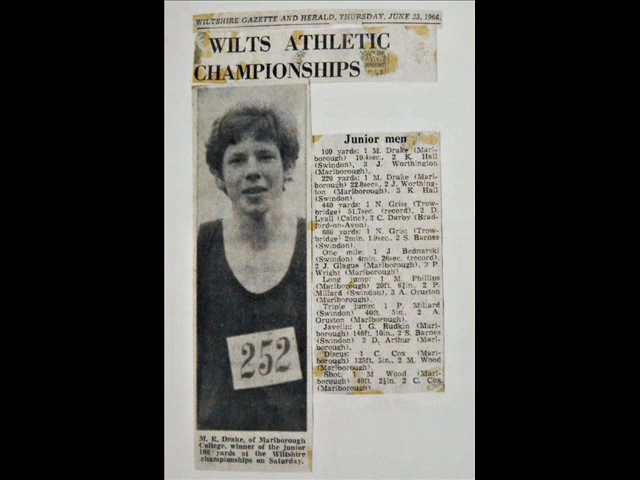 WILTSHIRE GAZETTE AND HERALD, THURSDAY, JUNE 23, 1966.
WILTS ATHLETIC
CHAMPIONSHIPS
252
M. R. Drake, of Marlborough
College, winner of the junior
100 yards at the Wiltshire
championships on Saturday.
Junior men
100 yards: 1 M. Drake (Marl-
borough) 10.4sec., 2 K. Hall
(Swindon), 3 J. Worthington
(Marlborough).
220 yards: 1 M. Drake (Marl-
borough) 22.8secs., 2 J. Worthing-
ton (Marlborough), 3 K. Hall
(Swindon).
440 yards: 1 N. Grist (Trow-
bridge) 51.7sec. (record), 2 D.
Lyall (Calne), 3 C. Darby (Brad-
ford-on-Avon).
880 yards: 1 N. Grist (Trow-
bridge) 2min. 1.9sec., 2 S. Barnes
(Swindon).
One mile: 1 J. Bednarski
(Swindon) 4min. 26sec. (record),
2 J. Glague (Marlborough), 3 P.
Wright (Marlborough).
Long jump: 1 M. Phillips
(Marlborough) 20ft. 6½in., 2 P.
Millard (Swindon), 3 A. Oruston
(Marlborough).
Triple jump: 1 P. Millard
(Swindon) 40ft. 5in., 2 A.
Oruston (Marlborough).
Javelin: 1 G. Rudkin (Marl-
borough) 146ft. 10in., 2 S. Barnes
(Swindon) 3 D. Arthur (Marl-
borough).
Discus: 1 C. Cox (Marl-
borough) 125ft. 5in., 2 M. Wood
(Marlborough).
Shot: 1 M Wood (Marl-
borough) 40ft. 2½in. 2 C. Cox
(Marlborough).